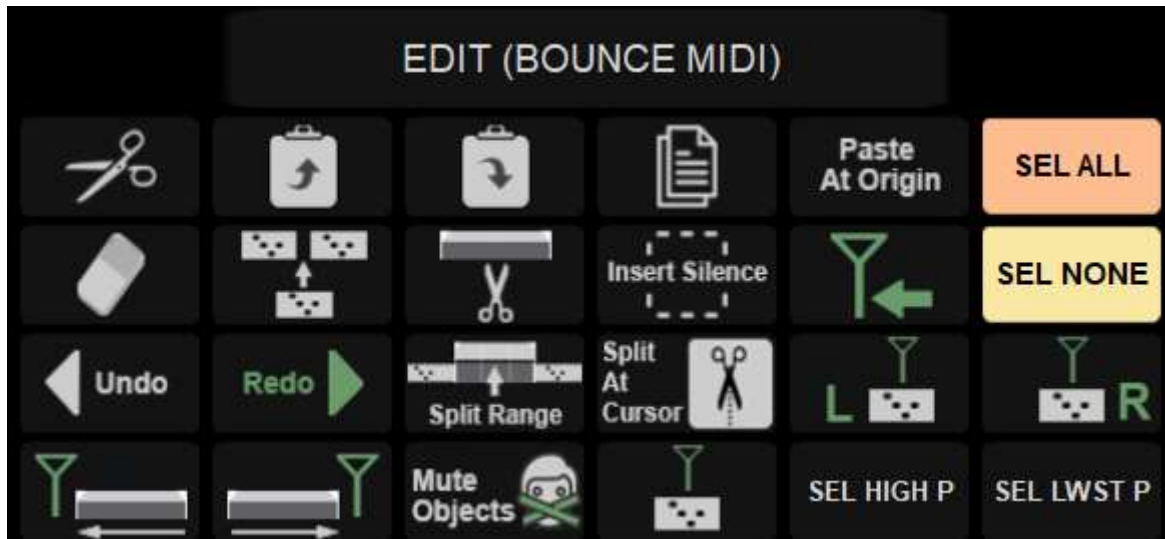 EDIT (BOUNCE MIDI)
Paste
At Origin
SEL ALL
Insert Silence
SEL NONE
Undo
Redo
Split Range
Split
At
Cursor
L
R
Mute
Objects
SEL HIGH P
SEL LWST P